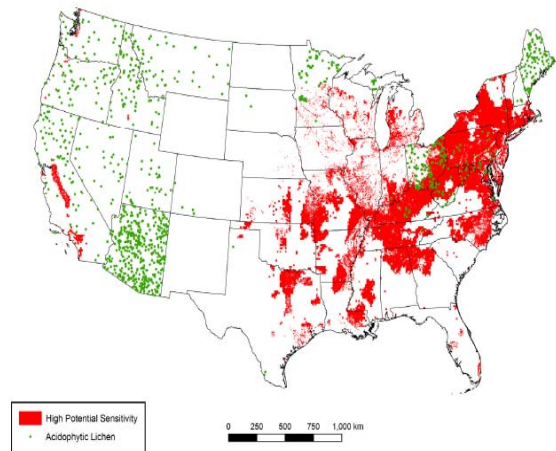 High Potential Sensitivity
Acidophytic Lichen
0 250 500 750 1,000 km